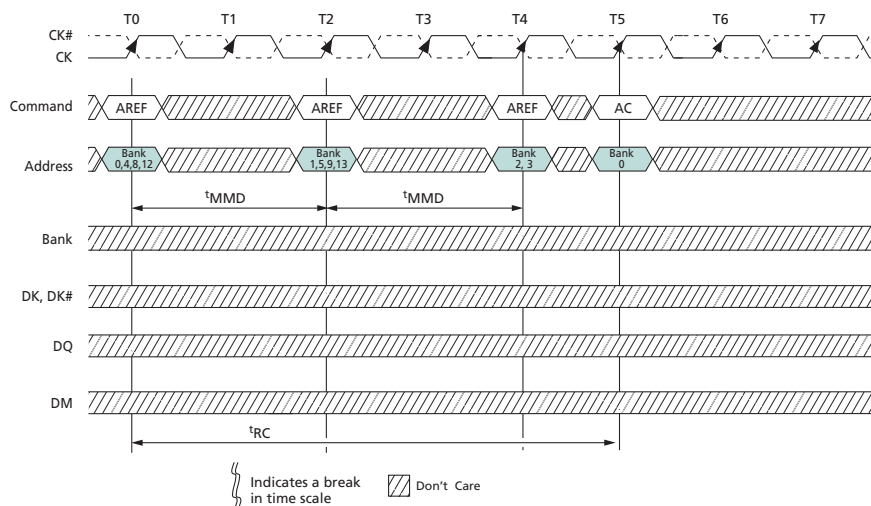 T0 T1 T2 T3 T4 T5 T6 T7
CK#
CK
Command AREF AREF AREF AC
Address Bank 0,4,8,12 Bank 1,5,9,13 Bank 2, 3 Bank 0
tMMD tMMD
Bank
DK, DK#
DQ
DM
tRC
Indicates a break
in time scale
Don't Care